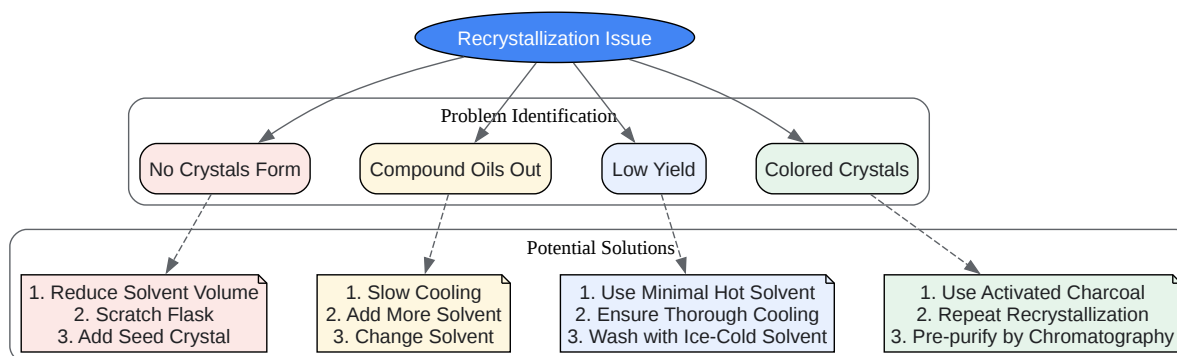 Recrystallization Issue
Problem Identification
No Crystals Form
Compound Oils Out
Low Yield
Colored Crystals
Potential Solutions
1. Reduce Solvent Volume
2. Scratch Flask
3. Add Seed Crystal
1. Slow Cooling
2. Add More Solvent
3. Change Solvent
1. Use Minimal Hot Solvent
2. Ensure Thorough Cooling
3. Wash with Ice-Cold Solvent
1. Use Activated Charcoal
2. Repeat Recrystallization
3. Pre-purify by Chromatography